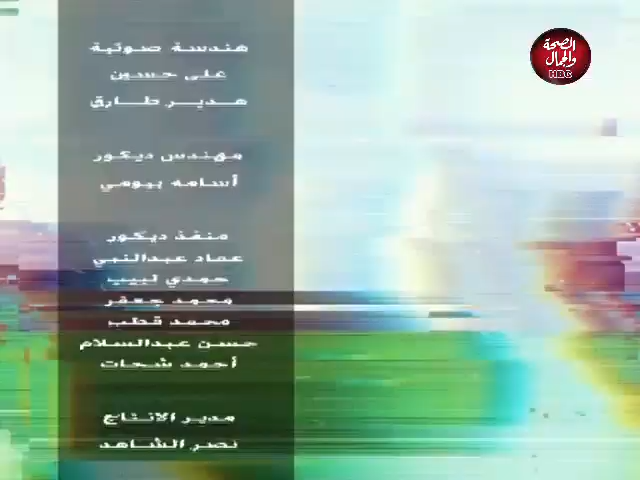 هندسة صوتية
على حسين
هدير طارق
مهندس ديكور
أسامه بيومي
منفذ ديكور
عماد عبدالنبي
حمدي لبيب
محمد جعفر
محمد قطب
حسن عبدالسلام
أحمد شحات
مدير الانتاج
نصر الشاهد
الصحة
والجمال
HBC